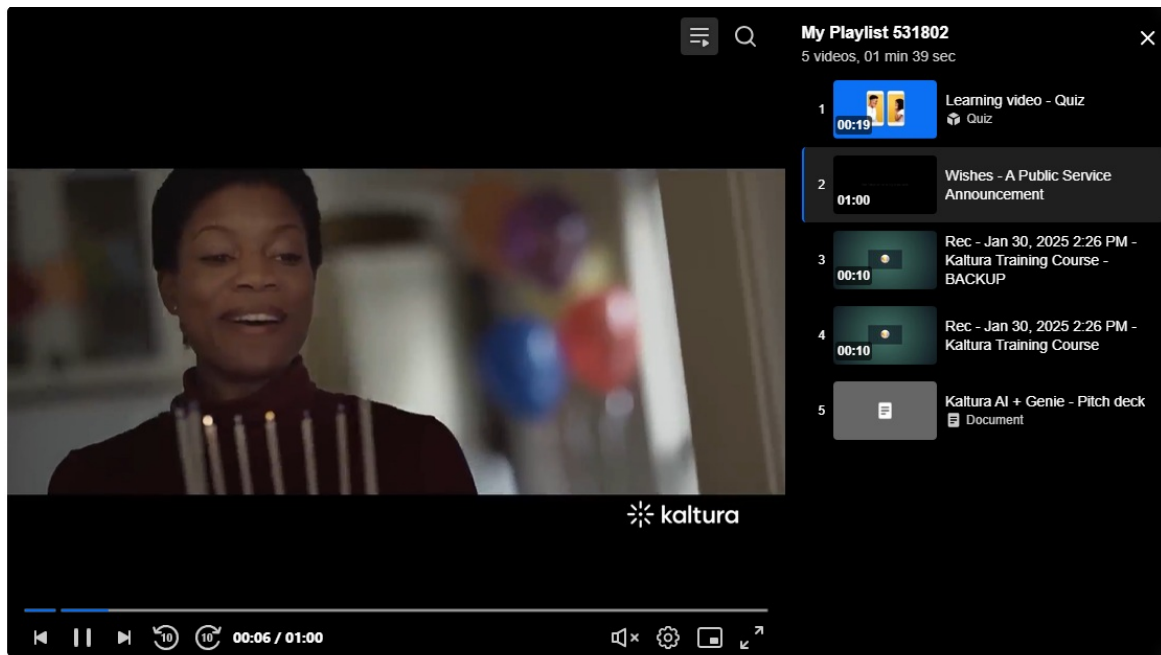 My Playlist 531802
5 videos, 01 min 39 sec
1
00:19
Learning video - Quiz
Quiz
2
01:00
Wishes - A Public Service
Announcement
3
00:10
Rec - Jan 30, 2025 2:26 PM -
Kaltura Training Course -
BACKUP
4
00:10
Rec - Jan 30, 2025 2:26 PM -
Kaltura Training Course
5
Kaltura AI + Genie - Pitch deck
Document
kaltura
10
10
00:06 / 01:00